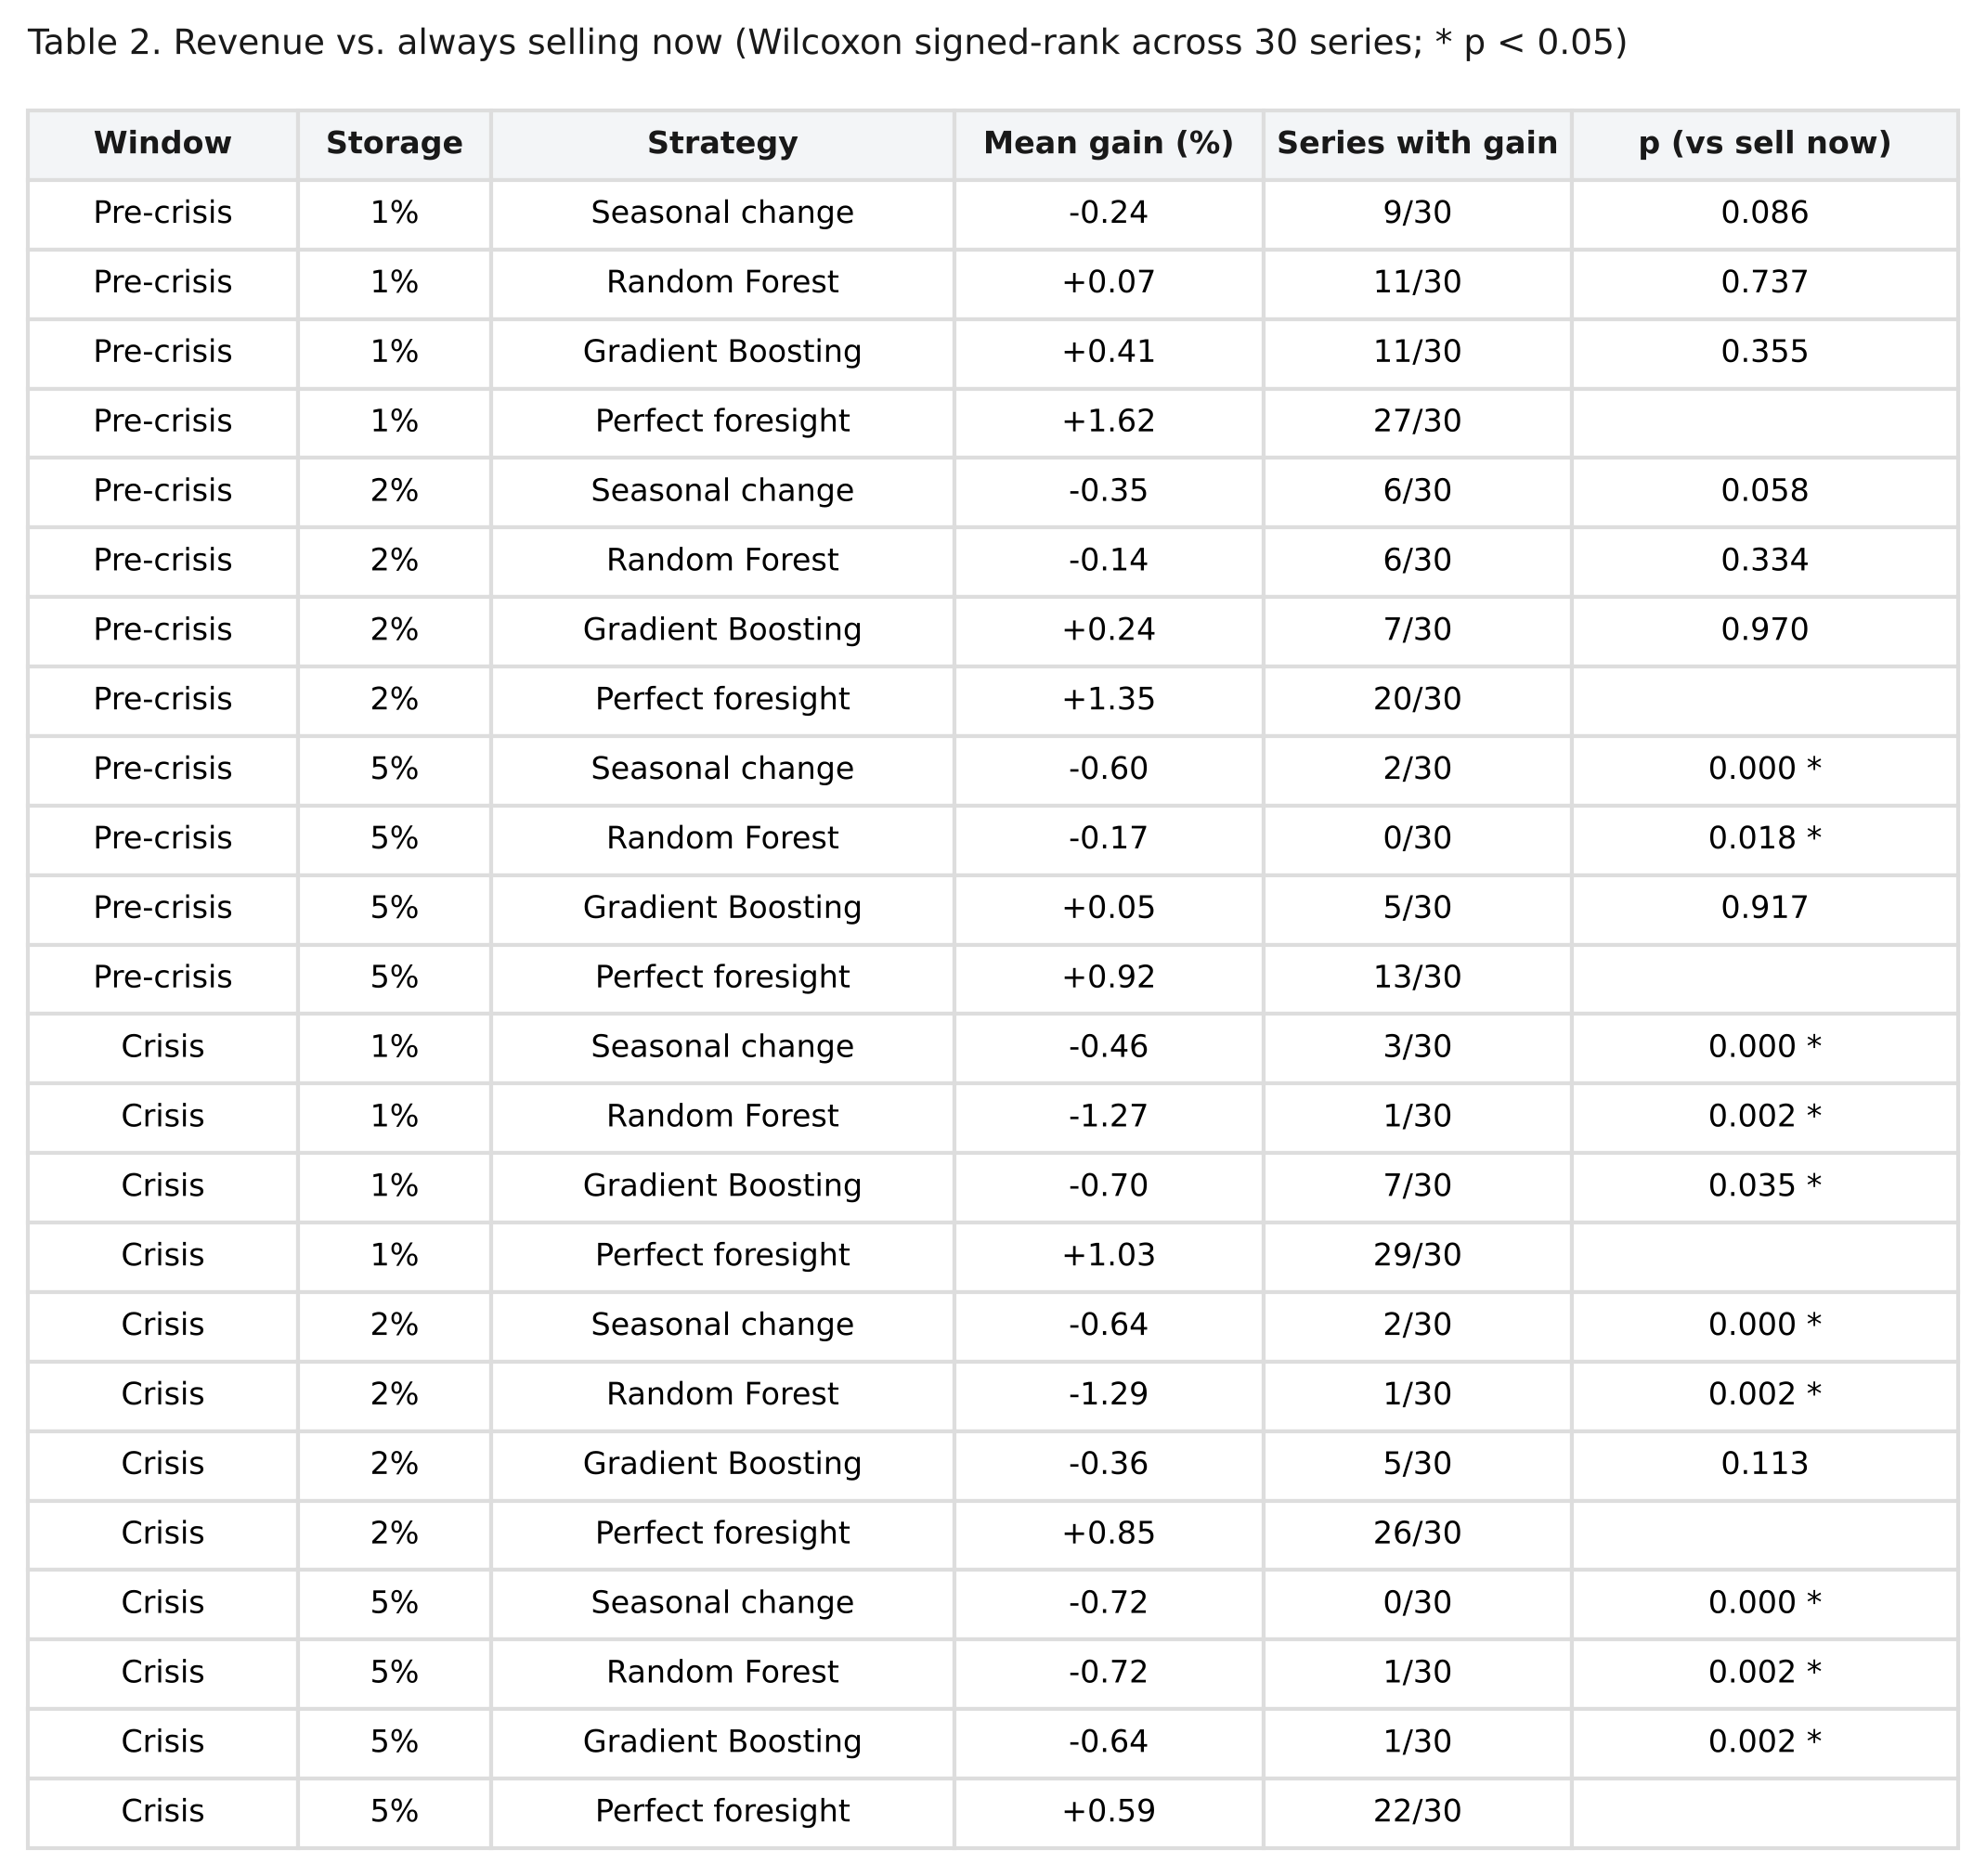 Table 2. Revenue vs. always selling now (Wilcoxon signed-rank across 30 series; * p < 0.05)
Window Storage Strategy Mean gain (%) Series with gain p (vs sell now)
Pre-crisis 1% Seasonal change -0.24 9/30 0.086
Pre-crisis 1% Random Forest +0.07 11/30 0.737
Pre-crisis 1% Gradient Boosting +0.41 11/30 0.355
Pre-crisis 1% Perfect foresight +1.62 27/30
Pre-crisis 2% Seasonal change -0.35 6/30 0.058
Pre-crisis 2% Random Forest -0.14 6/30 0.334
Pre-crisis 2% Gradient Boosting +0.24 7/30 0.970
Pre-crisis 2% Perfect foresight +1.35 20/30
Pre-crisis 5% Seasonal change -0.60 2/30 0.000 *
Pre-crisis 5% Random Forest -0.17 0/30 0.018 *
Pre-crisis 5% Gradient Boosting +0.05 5/30 0.917
Pre-crisis 5% Perfect foresight +0.92 13/30
Crisis 1% Seasonal change -0.46 3/30 0.000 *
Crisis 1% Random Forest -1.27 1/30 0.002 *
Crisis 1% Gradient Boosting -0.70 7/30 0.035 *
Crisis 1% Perfect foresight +1.03 29/30
Crisis 2% Seasonal change -0.64 2/30 0.000 *
Crisis 2% Random Forest -1.29 1/30 0.002 *
Crisis 2% Gradient Boosting -0.36 5/30 0.113
Crisis 2% Perfect foresight +0.85 26/30
Crisis 5% Seasonal change -0.72 0/30 0.000 *
Crisis 5% Random Forest -0.72 1/30 0.002 *
Crisis 5% Gradient Boosting -0.64 1/30 0.002 *
Crisis 5% Perfect foresight +0.59 22/30